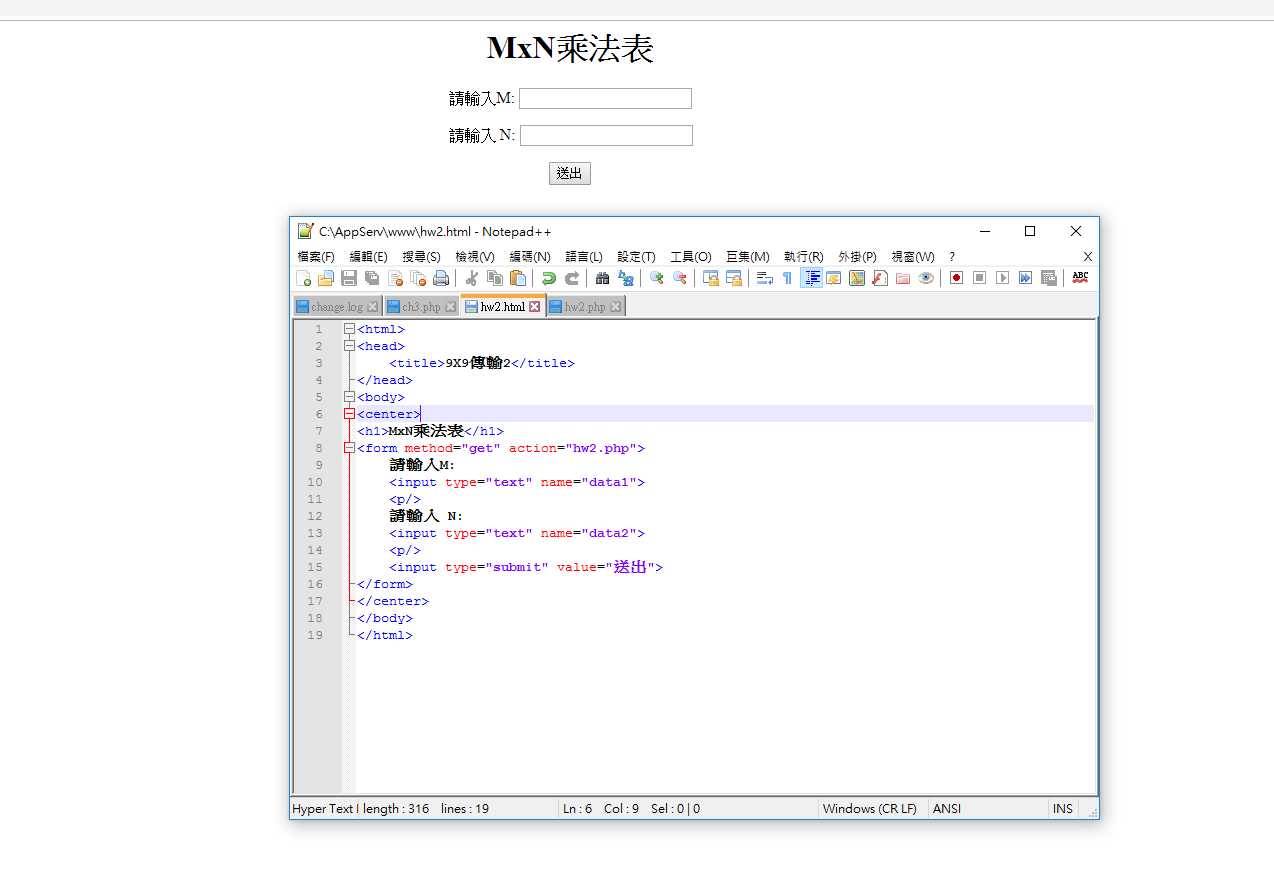 MxN乘法表
請輸入M:
請輸入 N:
送出
C:\AppServ\www\hw2.html - Notepad++
檔案(F) 編輯(E) 搜尋(S) 檢視(V) 編碼(N) 語言(L) 設定(T) 工具(O) 巨集(M) 執行(R) 外掛(P) 視窗(W) ? X
ABC
change.log ch3.php hw2.html hw2.php
1 <html>
2 <head>
3 <title>9X9傳輸2</title>
4 </head>
5 <body>
6 <center>
7 <h1>MxN乘法表</h1>
8 <form method="get" action="hw2.php">
9 請輸入M:
10 <input type="text" name="data1">
11 <p/>
12 請輸入 N:
13 <input type="text" name="data2">
14 <p/>
15 <input type="submit" value="送出">
16 </form>
17 </center>
18 </body>
19 </html>
Hyper Text l length : 316 lines : 19 Ln : 6 Col : 9 Sel : 0 | 0 Windows (CR LF) ANSI INS